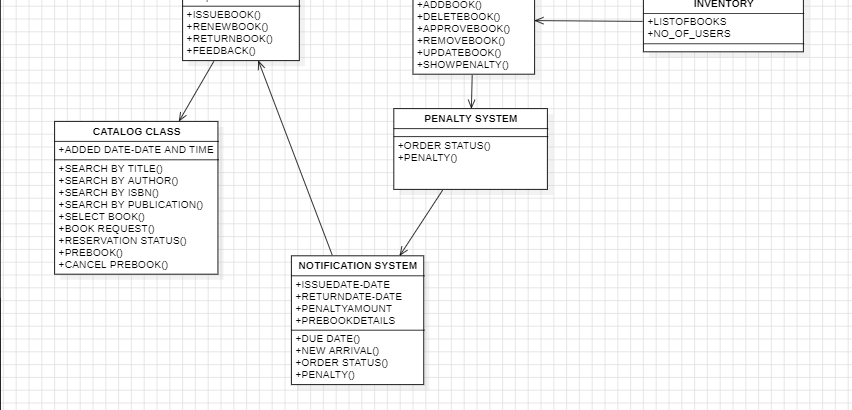 +ISSUEBOOK()
+RENEWBOOK()
+RETURNBOOK()
+FEEDBACK()
+ADDBOOK()
+DELETEBOOK()
+APPROVEBOOK()
+REMOVEBOOK()
+UPDATEBOOK()
+SHOWPENALTY()
INVENTORY
+LISTOFBOOKS
+NO_OF_USERS
CATALOG CLASS
+ADDED DATE-DATE AND TIME
+SEARCH BY TITLE()
+SEARCH BY AUTHOR()
+SEARCH BY ISBN()
+SEARCH BY PUBLICATION()
+SELECT BOOK()
+BOOK REQUEST()
+RESERVATION STATUS()
+PREBOOK()
+CANCEL PREBOOK()
PENALTY SYSTEM
+ORDER STATUS()
+PENALTY()
NOTIFICATION SYSTEM
+ISSUEDATE-DATE
+RETURNDATE-DATE
+PENALTYAMOUNT
+PREBOOKDETAILS
+DUE DATE()
+NEW ARRIVAL()
+ORDER STATUS()
+PENALTY()